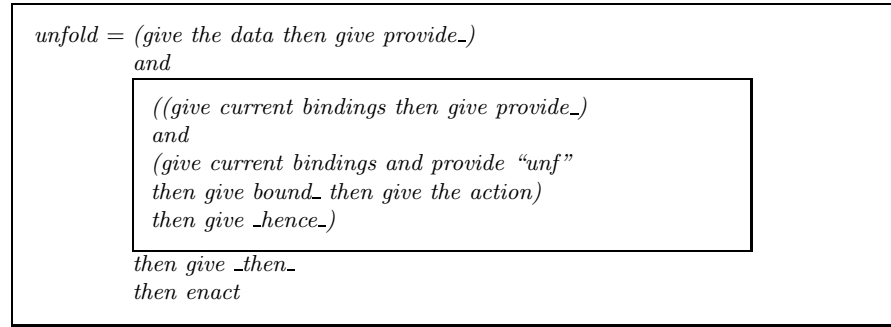 unfold = (give the data then give provide_)
and
((give current bindings then give provide_)
and
(give current bindings and provide “unf”
then give bound_ then give the action)
then give _hence_)
then give _then_
then enact